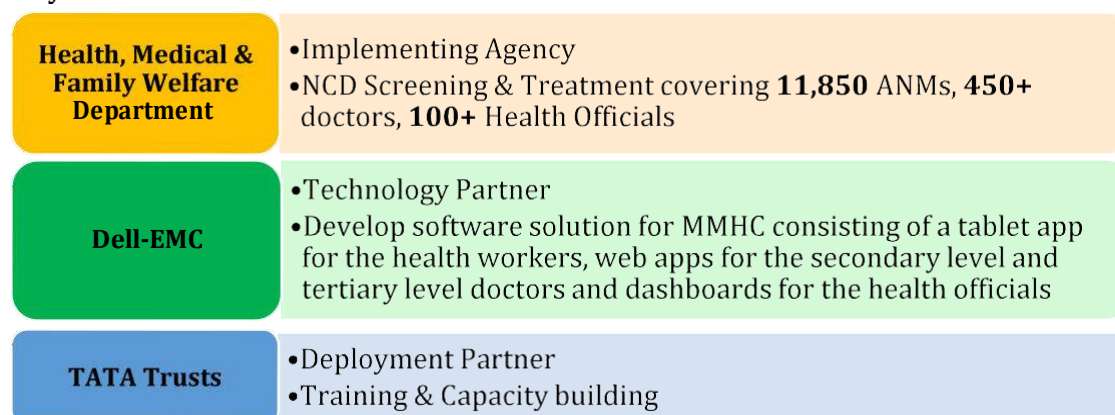 Health, Medical &
Family Welfare
Department
•Implementing Agency
•NCD Screening & Treatment covering 11,850 ANMs, 450+
doctors, 100+ Health Officials
Dell-EMC
•Technology Partner
•Develop software solution for MMHC consisting of a tablet app
for the health workers, web apps for the secondary level and
tertiary level doctors and dashboards for the health officials
TATA Trusts
•Deployment Partner
•Training & Capacity building